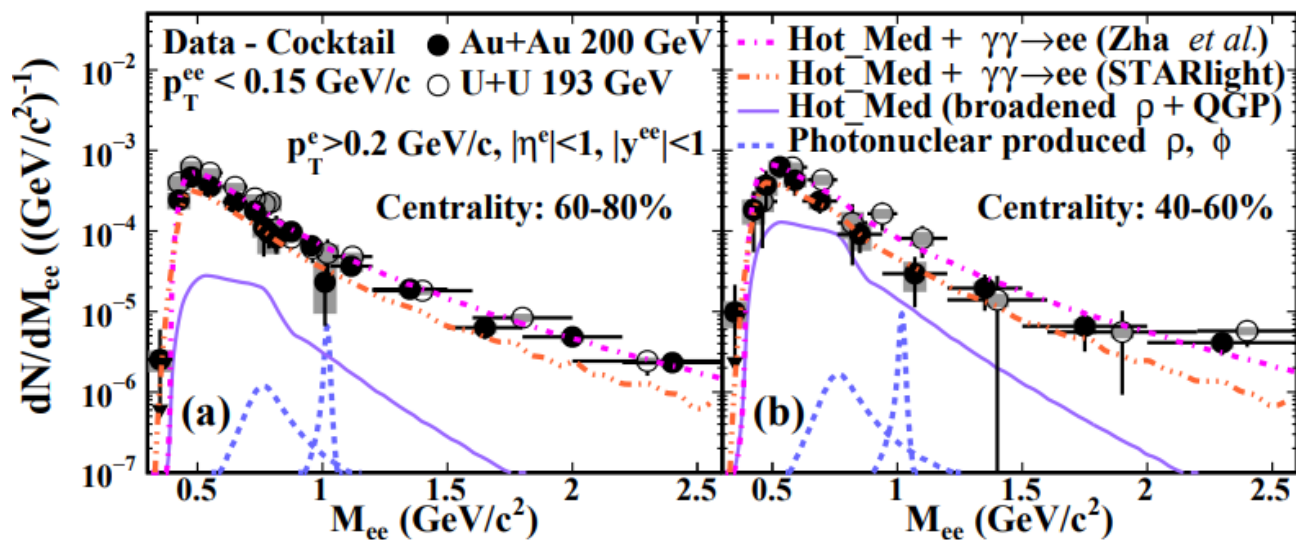 dN/dM_ee ((GeV/c²)⁻¹)
10⁻²
10⁻³
10⁻⁴
10⁻⁵
10⁻⁶
10⁻⁷
Data - Cocktail
p_T^ee < 0.15 GeV/c
Au+Au 200 GeV
U+U 193 GeV
p_T^e>0.2 GeV/c, |η^e|<1, |y^ee|<1
Centrality: 60-80%
(a)
0.5 1 1.5 2 2.5
M_ee (GeV/c²)
Hot_Med + γγ→ee (Zha et al.)
Hot_Med + γγ→ee (STARlight)
Hot_Med (broadened ρ + QGP)
Photonuclear produced ρ, ϕ
Centrality: 40-60%
(b)
0.5 1 1.5 2 2.5
M_ee (GeV/c²)